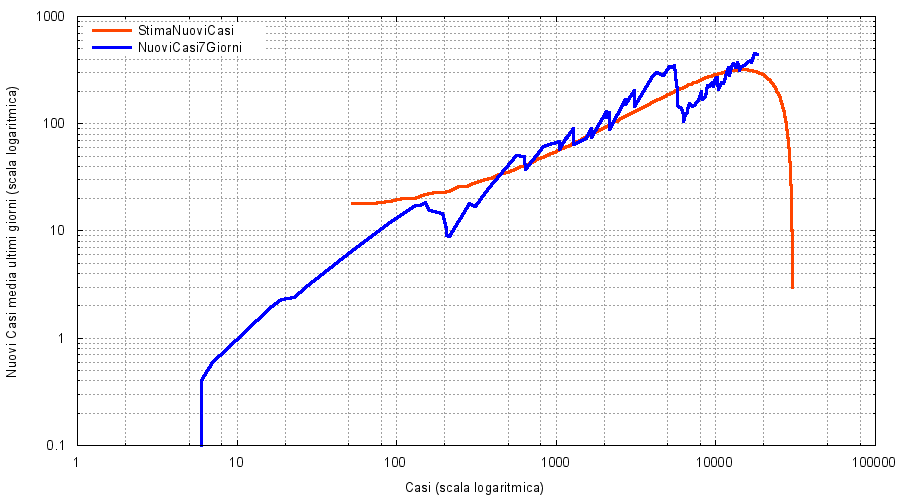 StimaNuoviCasi
NuoviCasi7Giorni
Nuovi Casi media ultimi giorni (scala logaritmica)
1000
100
10
1
0.1
1
10
100
1000
10000
100000
Casi (scala logaritmica)